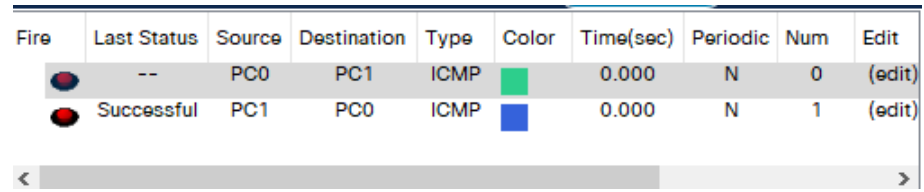 Fire Last Status Source Destination Type Color Time(sec) Periodic Num Edit
-- PC0 PC1 ICMP 0.000 N 0 (edit)
Successful PC1 PC0 ICMP 0.000 N 1 (edit)